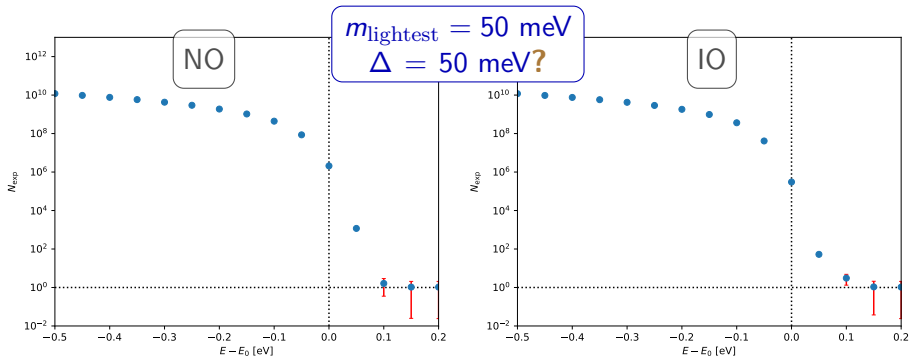 m_lightest = 50 meV
Δ = 50 meV?
NO
IO
10^12
10^10
10^8
10^6
10^4
10^2
10^0
10^−2
N_exp
−0.5 −0.4 −0.3 −0.2 −0.1 0.0 0.1 0.2
E − E_0 [eV]
10^12
10^10
10^8
10^6
10^4
10^2
10^0
10^−2
N_exp
−0.5 −0.4 −0.3 −0.2 −0.1 0.0 0.1 0.2
E − E_0 [eV]